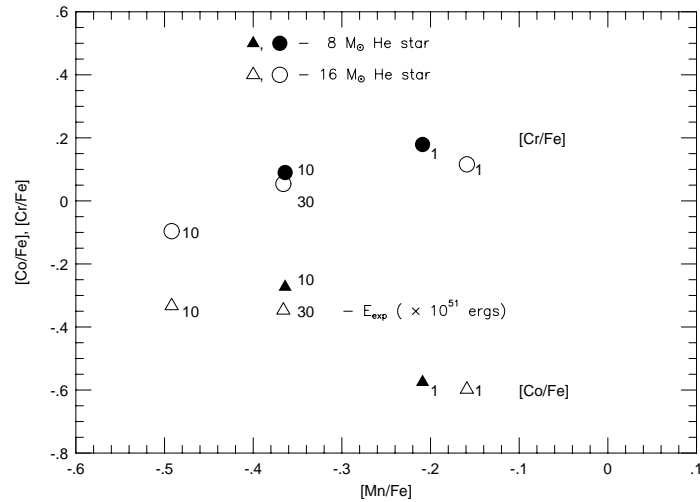 .6
▲, ● – 8 M⊙ He star
△, ○ – 16 M⊙ He star
.4
.2
[Cr/Fe]
1
1
10
0
30
10
[Co/Fe], [Cr/Fe]
-.2
10
10
30 – Eexp ( × 10^51 ergs)
-.4
-.6
1
1
[Co/Fe]
-.8
-.6 -.5 -.4 -.3 -.2 -.1 0 .1
[Mn/Fe]